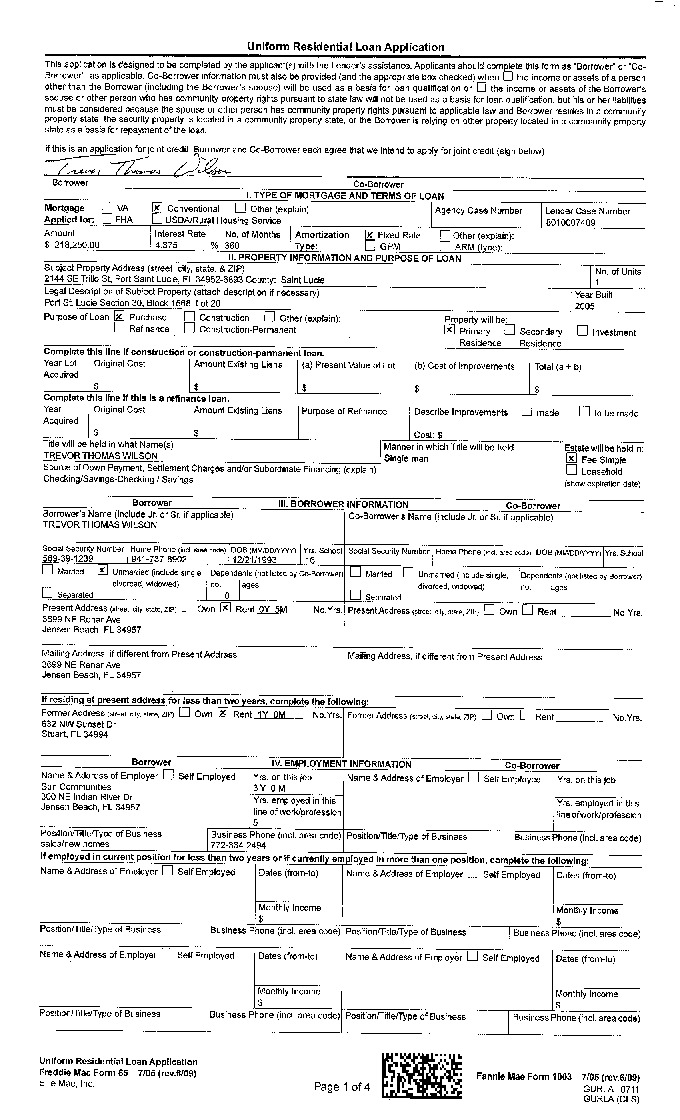 Uniform Residential Loan Application
This application is designed to be completed by the applicant(s) with the Lender's assistance. Applicants should complete this form as "Borrower" or "Co-
Borrower", as applicable. Co-Borrower information must also be provided (and the appropriate box checked) when ☐ the income or assets of a person
other than the Borrower (including the Borrower's spouse) will be used as a basis for loan qualification or ☐ the income or assets of the Borrower's
spouse or other person who has community property rights pursuant to state law will not be used as a basis for loan qualification, but his or her liabilities
must be considered because the spouse or other person has community property rights pursuant to applicable law and Borrower resides in a community
property state, the security property is located in a community property state, or the Borrower is relying on other property located in a community property
state as a basis for repayment of the loan.
If this is an application for joint credit, Borrower and Co-Borrower each agree that we intend to apply for joint credit (sign below)
Trevor Thomas Wilson
Borrower Co-Borrower
I. TYPE OF MORTGAGE AND TERMS OF LOAN
Mortgage ☐ VA ☒ Conventional ☐ Other (explain) Agency Case Number Lender Case Number
Applied for: ☐ FHA ☐ USDA/Rural Housing Service
Amount Interest Rate No. of Months Amortization ☒ Fixed Rate ☐ Other (explain):
$ 218,250.00 4.375 % 360 Type: ☐ GPM ARM (type):
II. PROPERTY INFORMATION AND PURPOSE OF LOAN
Subject Property Address (street, city, state, & ZIP) No. of Units
2144 SE Trillo St, Port Saint Lucie, FL 34952- County: Saint Lucie 1
Legal Description of Subject Property (attach description if necessary) Year Built
Port St. Lucie Section 30, Block Lot 20 2005
Purpose of Loan ☒ Purchase ☐ Construction ☐ Other (explain): Property will be:
Refinance ☐ Construction-Permanent ☒ Primary Residence ☐ Secondary Residence ☐ Investment
Complete this line if construction or construction-permanent loan.
Year Lot Acquired Original Cost Amount Existing Liens (a) Present Value of Lot (b) Cost of Improvements Total (a + b)
$ $ $ $ $
Complete this line if this is a refinance loan.
Year Acquired Original Cost Amount Existing Liens Purpose of Refinance Describe Improvements ☐ made ☐ to be made
$ $ Cost: $
Title will be held in what Name(s) Manner in which Title will be held Estate will be held in:
TREVOR THOMAS WILSON Single man ☒ Fee Simple
Source of Down Payment, Settlement Charges and/or Subordinate Financing (explain) ☐ Leasehold
Checking/Savings-Checking / Savings (show expiration date)
Borrower III. BORROWER INFORMATION Co-Borrower
Borrower's Name (include Jr. or Sr. if applicable) Co-Borrower's Name (include Jr. or Sr. if applicable)
TREVOR THOMAS WILSON
Social Security Number Home Phone (incl. area code) DOB (MM/DD/YYYY) Yrs. School Social Security Number Home Phone (incl. area code) DOB (MM/DD/YYYY) Yrs. School
589-39-1239 941-737-8902 12/21/1993 16
☐ Married ☒ Unmarried (include single, divorced, widowed) Dependents (not listed by Co-Borrower) ☐ Married Unmarried (include single, divorced, widowed) Dependents (not listed by Borrower)
☐ Separated no. ages ☐ Separated no. ages
0
Present Address (street, city, state, ZIP) Own ☒ Rent 0Y 5M No. Yrs. Present Address (street, city, state, ZIP) ☐ Own ☐ Rent No. Yrs.
3699 NE Renar Ave
Jensen Beach, FL 34957
Mailing Address, if different from Present Address Mailing Address, if different from Present Address
3699 NE Renar Ave
Jensen Beach, FL 34957
If residing at present address for less than two years, complete the following:
Former Address (street, city, state, ZIP) ☐ Own ☒ Rent 1Y 0M No. Yrs. Former Address (street, city, state, ZIP) ☐ Own ☐ Rent No. Yrs.
632 NW Sunset Dr
Stuart, FL 34994
Borrower IV. EMPLOYMENT INFORMATION Co-Borrower
Name & Address of Employer ☐ Self Employed Yrs. on this job Name & Address of Employer ☐ Self Employed Yrs. on this job
Sun Communities 3 Y 0 M
300 NE Indian River Dr Yrs. employed in this line of work/profession Yrs. employed in this line of work/profession
Jensen Beach, FL 34957 5
Position/Title/Type of Business Business Phone (incl. area code) Position/Title/Type of Business Business Phone (incl. area code)
sales/new homes 772-334-2494
If employed in current position for less than two years or if currently employed in more than one position, complete the following:
Name & Address of Employer ☐ Self Employed Dates (from-to) Name & Address of Employer Self Employed Dates (from-to)
Monthly Income Monthly Income
$ $
Position/Title/Type of Business Business Phone (incl. area code) Position/Title/Type of Business Business Phone (incl. area code)
Name & Address of Employer Self Employed Dates (from-to) Name & Address of Employer ☐ Self Employed Dates (from-to)
Monthly Income Monthly Income
$ $
Position/Title/Type of Business Business Phone (incl. area code) Position/Title/Type of Business Business Phone (incl. area code)
Uniform Residential Loan Application
Freddie Mac Form 65 7/05 (rev.6/09) Fannie Mae Form 1003 7/05 (rev.6/09)
Ellie Mae, Inc. Page 1 of 4 0711
GURLA (CLS)